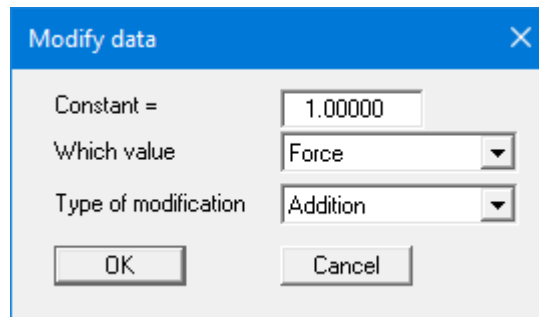 Modify data
Constant = 1.00000
Which value Force
Type of modification Addition
OK Cancel